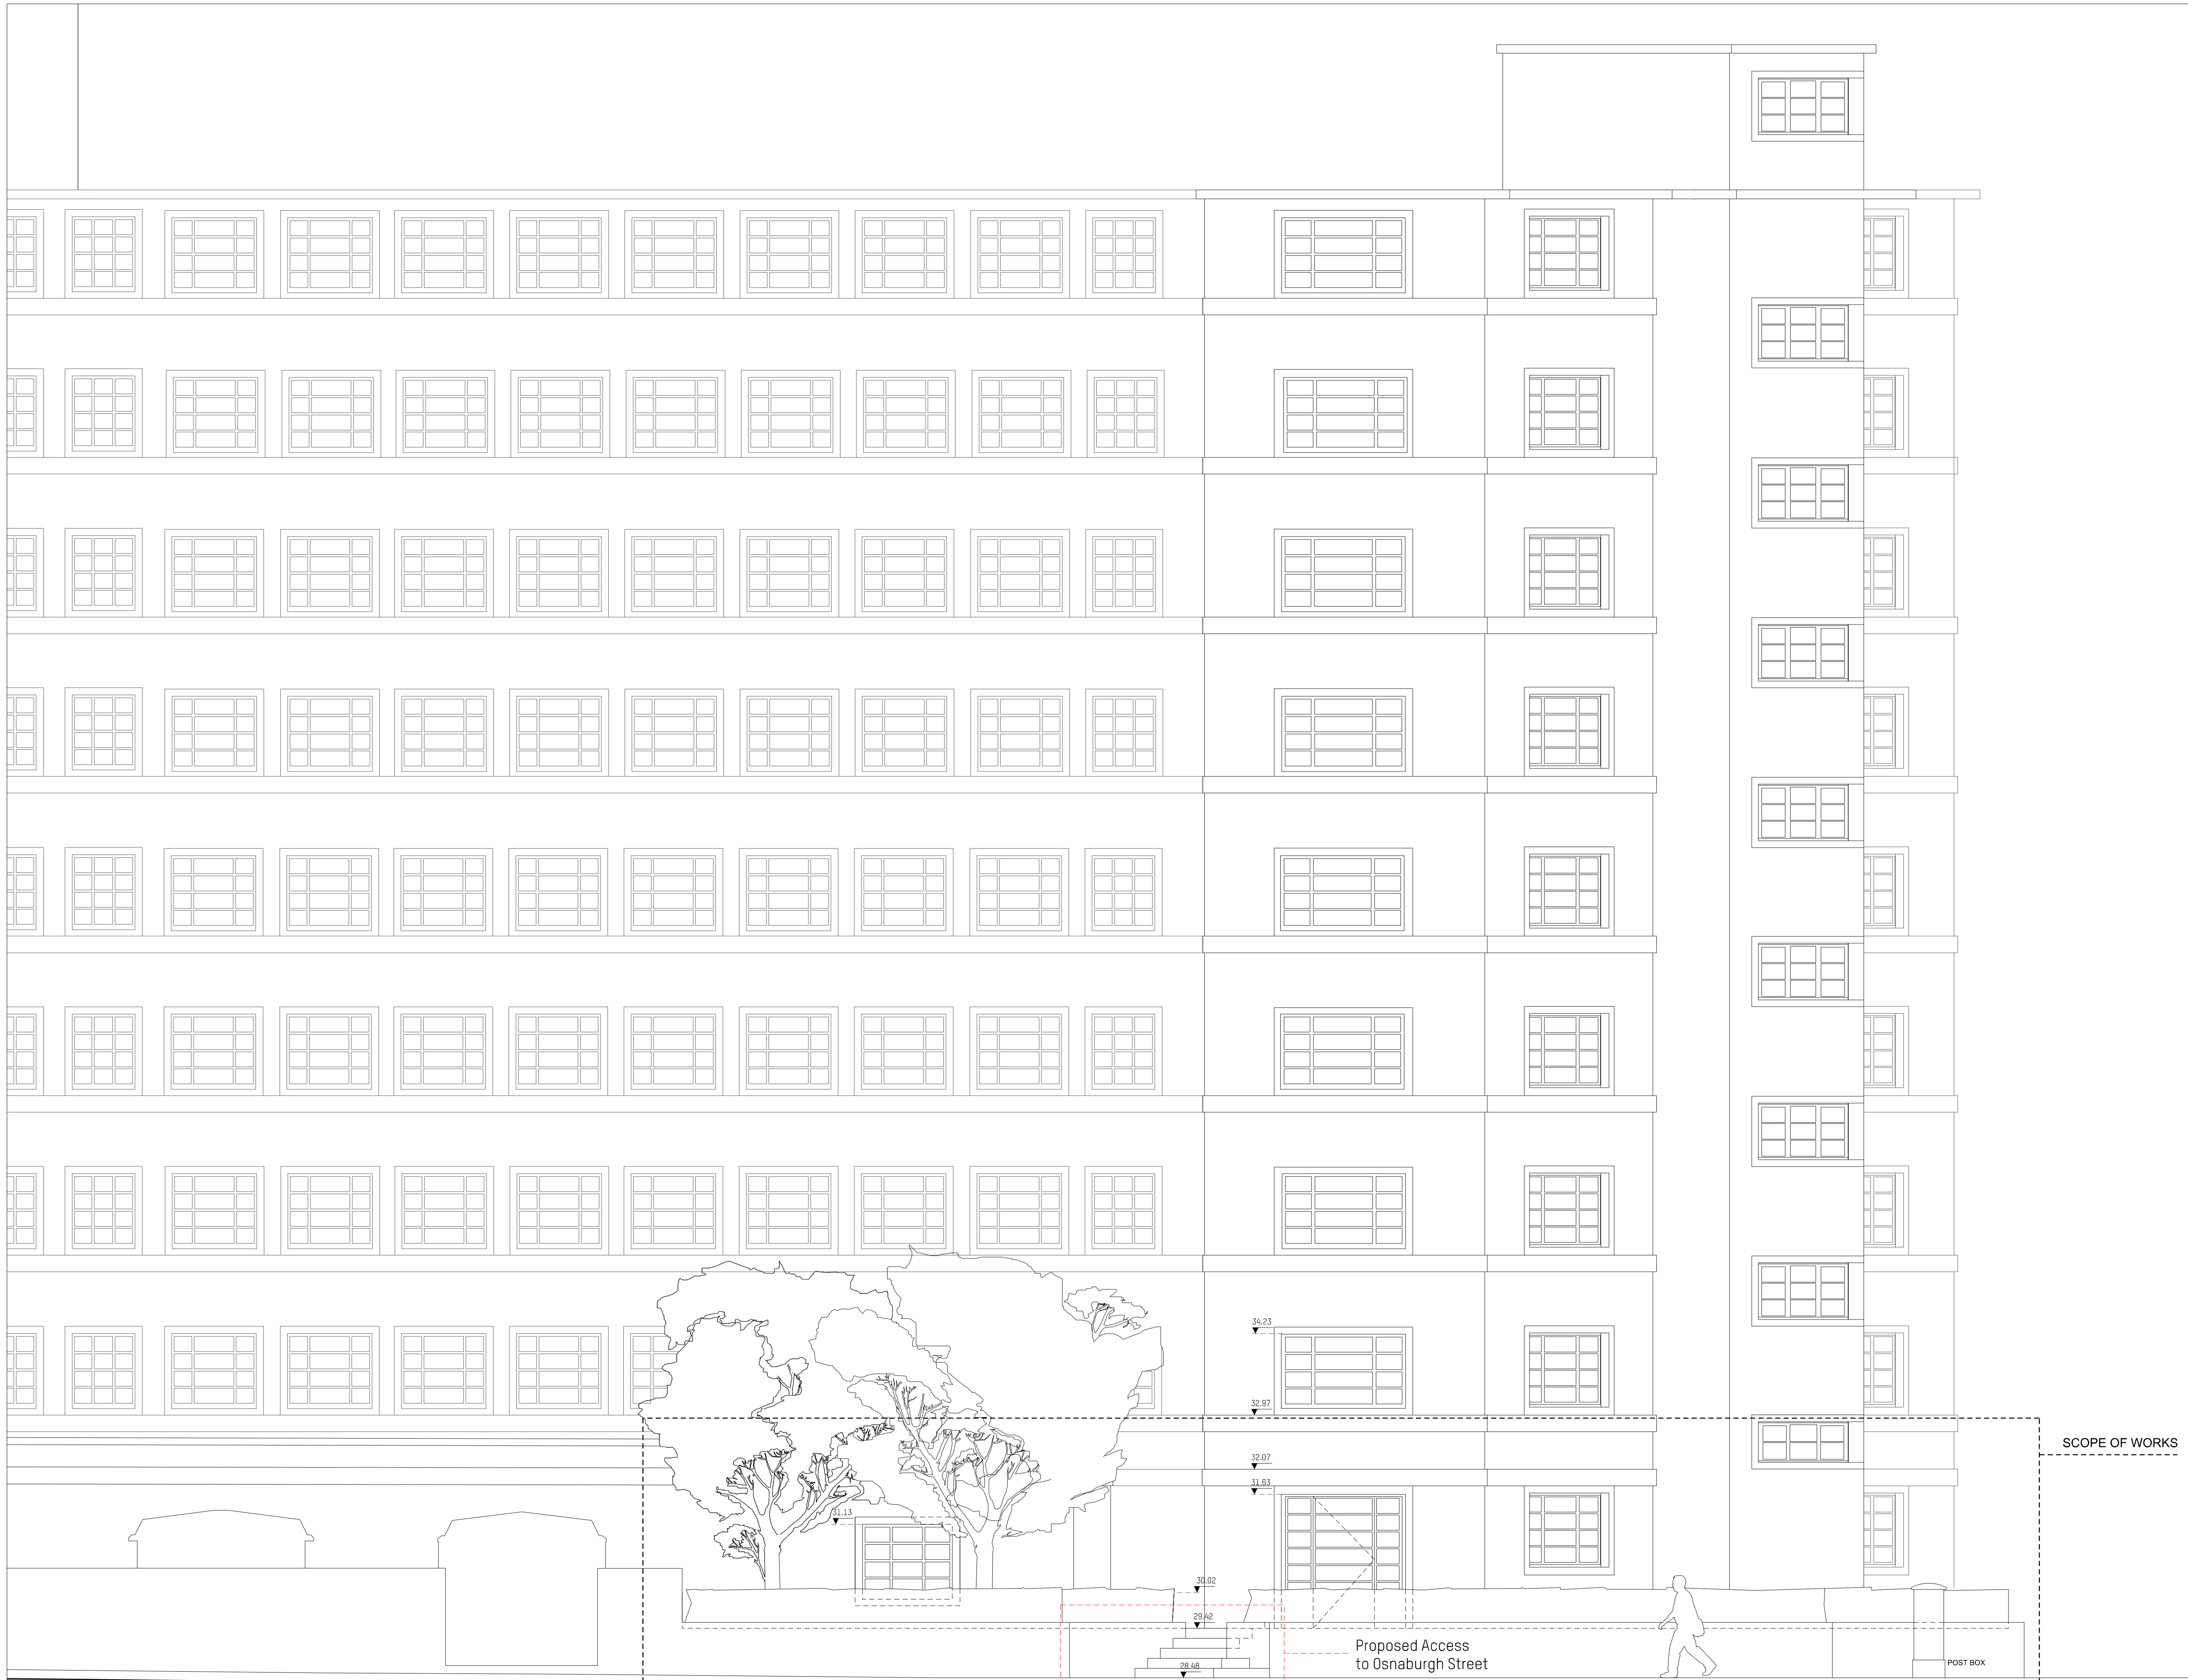 34.23
32.97
SCOPE OF WORKS
32.07
31.63
31.13
30.02
29.42
Proposed Access
to Osnaburgh Street
28.48
POST BOX